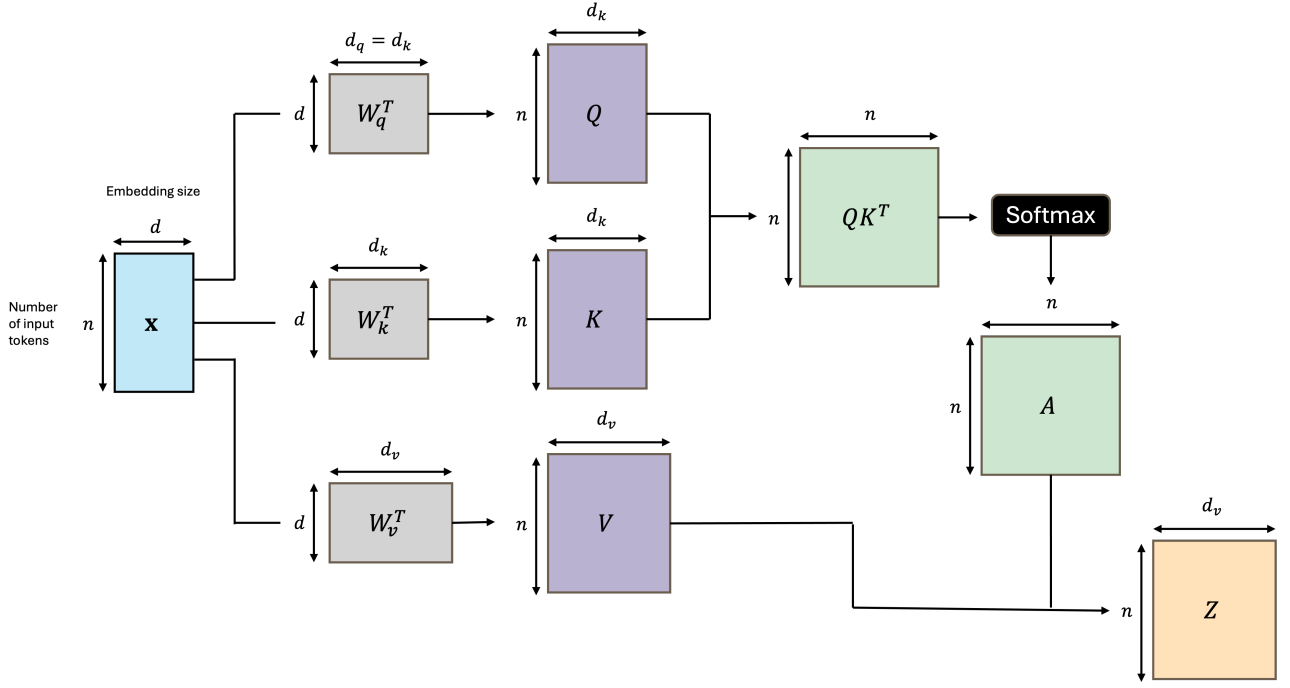 d_k
d_q = d_k
d
W_q^T
n
Q
n
n
QK^T
Softmax
Embedding size
d
Number
of input
tokens
n
x
d_k
d
W_k^T
d_k
n
K
n
n
A
d_v
d
W_v^T
d_v
n
V
d_v
n
Z